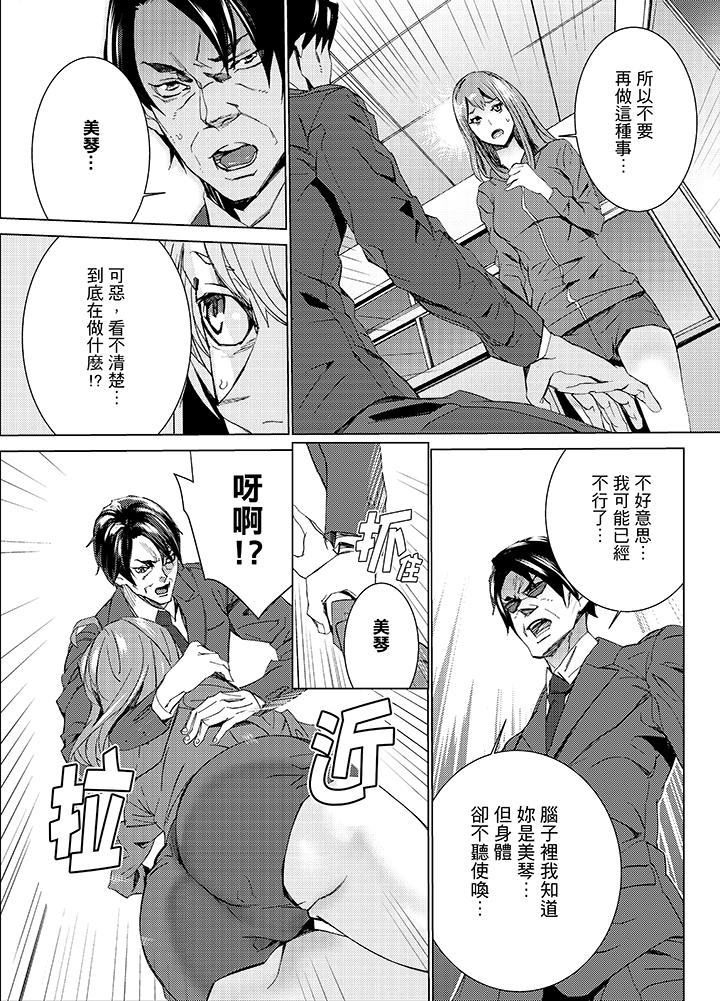 所以不要
再做這種事…
美琴…
可惡，看不清楚…
到底在做什麼!?
不好意思…
我可能已經
不行了…
腦子裡我知道
妳是美琴…
但身體
卻不聽使喚…
抓住
美琴
呀啊!?
拉近